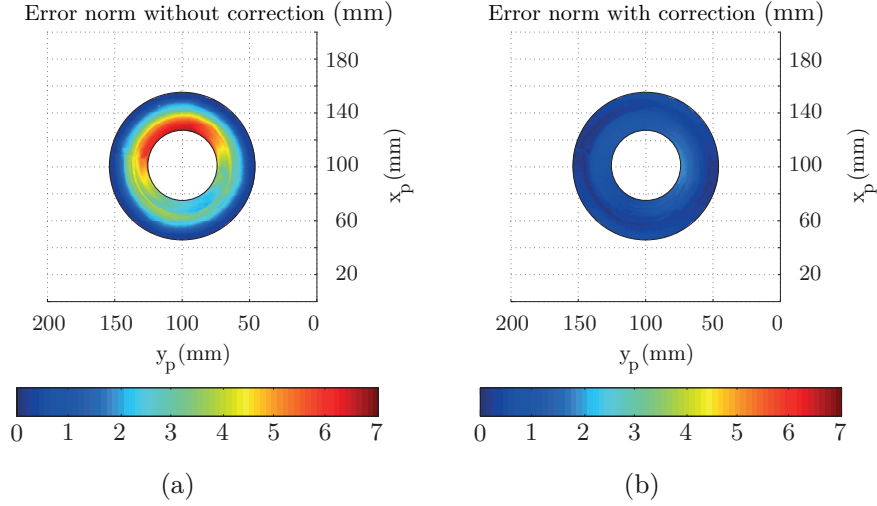 Error norm without correction (mm)
180
140
100
60
20
x_p (mm)
200 150 100 50 0
y_p (mm)
0 1 2 3 4 5 6 7
(a)
Error norm with correction (mm)
180
140
100
60
20
x_p (mm)
200 150 100 50 0
y_p (mm)
0 1 2 3 4 5 6 7
(b)